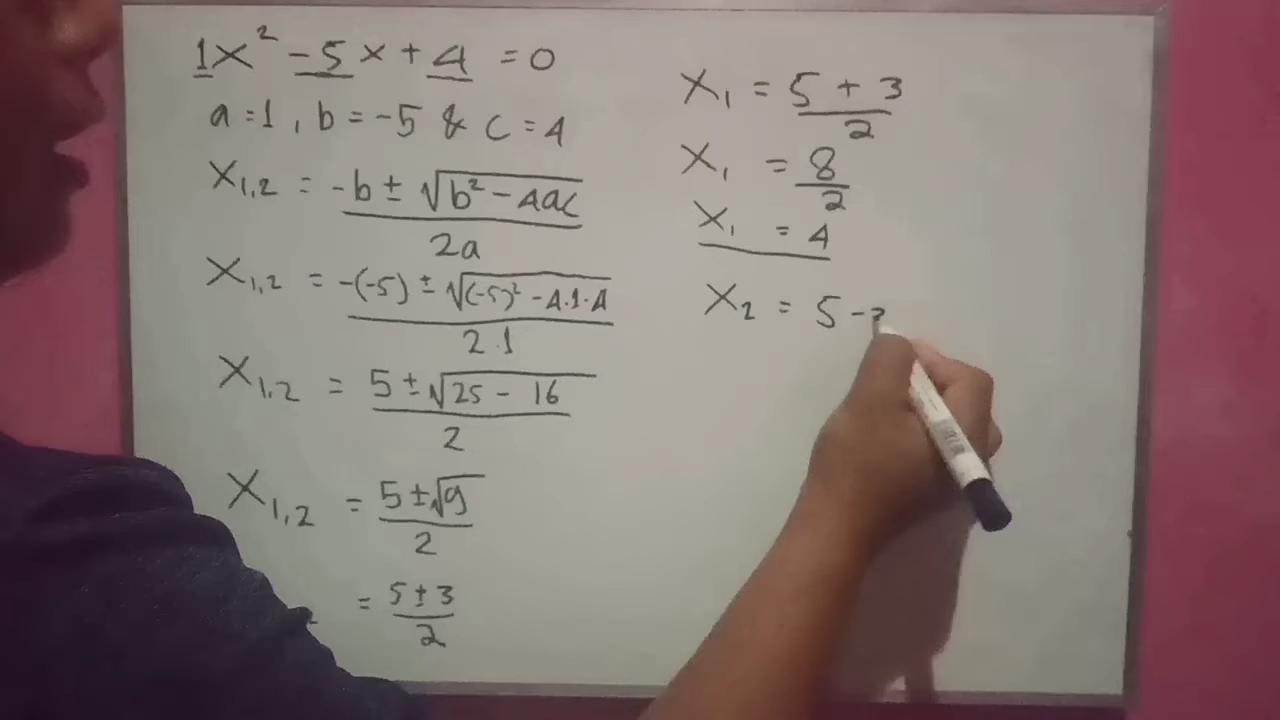 1x² -5x + 4 = 0
a = 1, b = -5 & c = 4
X₁,₂ = -b ± √(b² - 4ac) / 2a
X₁,₂ = -(-5) ± √((-5)² - 4·1·4) / 2·1
X₁,₂ = 5 ± √(25 - 16) / 2
X₁,₂ = 5 ± √9 / 2
= 5 ± 3 / 2
X₁ = 5 + 3 / 2
X₁ = 8 / 2
X₁ = 4
X₂ = 5 -